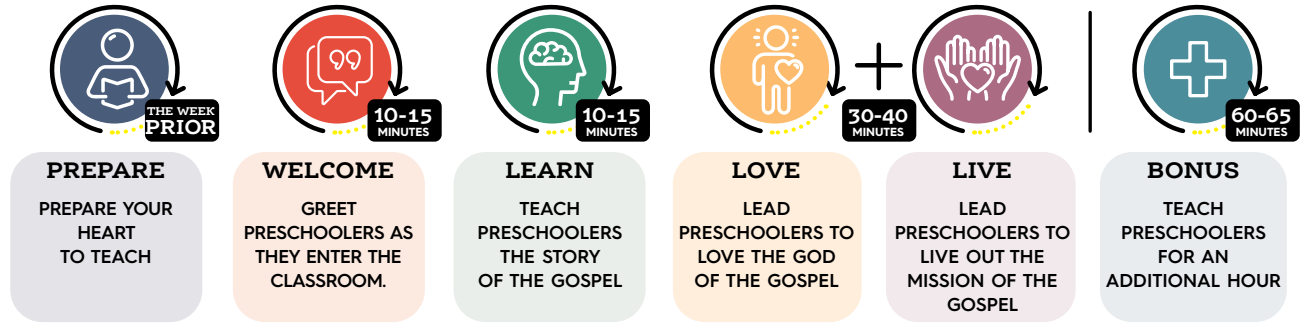 THE WEEK
PRIOR
10-15
MINUTES
10-15
MINUTES
30-40
MINUTES
60-65
MINUTES
PREPARE
PREPARE YOUR
HEART
TO TEACH
WELCOME
GREET
PRESCHOOLERS AS
THEY ENTER THE
CLASSROOM.
LEARN
TEACH
PRESCHOOLERS
THE STORY
OF THE GOSPEL
LOVE
LEAD
PRESCHOOLERS TO
LOVE THE GOD
OF THE GOSPEL
LIVE
LEAD
PRESCHOOLERS TO
LIVE OUT THE
MISSION OF THE
GOSPEL
BONUS
TEACH
PRESCHOOLERS
FOR AN
ADDITIONAL HOUR